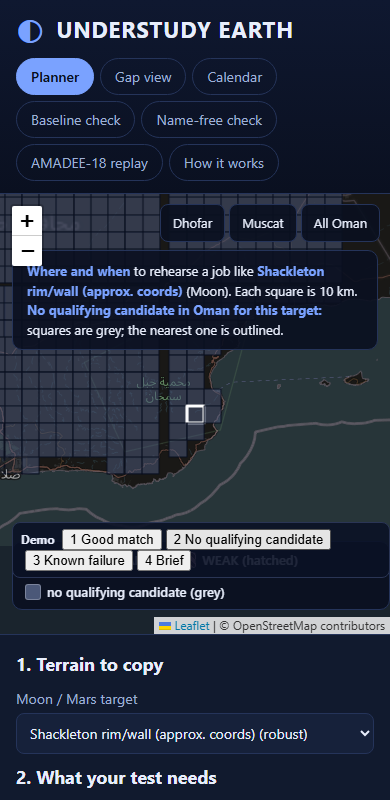 UNDERSTUDY EARTH
Planner
Gap view
Calendar
Baseline check
Name-free check
AMADEE-18 replay
How it works
+
−
Dhofar
Muscat
All Oman
Where and when to rehearse a job like Shackleton
rim/wall (approx. coords) (Moon). Each square is 10 km.
No qualifying candidate in Oman for this target:
squares are grey; the nearest one is outlined.
محمية جبل
سمحان
Demo
1 Good match
2 No qualifying candidate
3 Known failure
4 Brief
WEAK (hatched)
no qualifying candidate (grey)
Leaflet | © OpenStreetMap contributors
1. Terrain to copy
Moon / Mars target
Shackleton rim/wall (approx. coords) (robust)
2. What your test needs